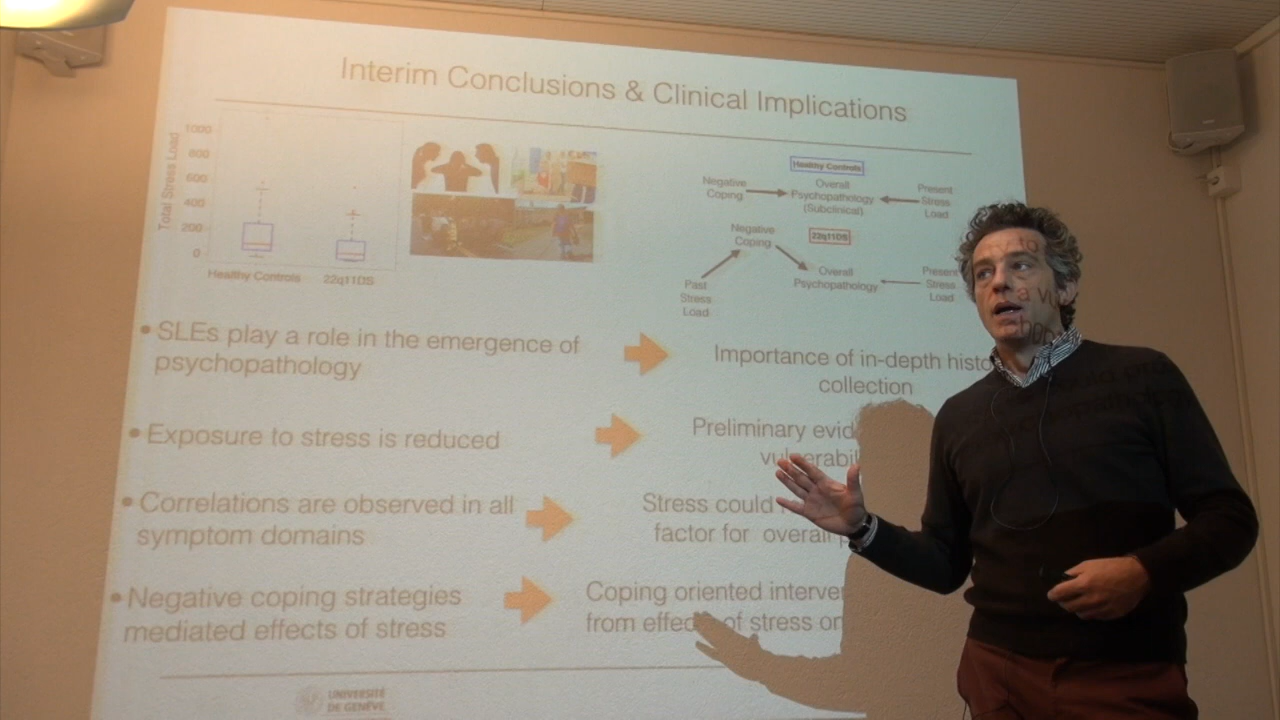 Interim Conclusions & Clinical Implications
Total Stress Load
1000
800
600
400
200
0
Healthy Controls
22q11DS
Healthy Controls
Negative
Coping
Overall
Psychopathology
(Subclinical)
Present
Stress
Load
22q11DS
Negative
Coping
Past
Stress
Load
Overall
Psychopathology
Present
Stress
Load
• SLEs play a role in the emergence of
psychopathology
Importance of in-depth histo
collection
• Exposure to stress is reduced
Preliminary evid
vulnerabil
• Correlations are observed in all
symptom domains
Stress could
factor for overall
• Negative coping strategies
mediated effects of stress
Coping oriented interve
from effec of stress on
UNIVERSITÉ
DE GENÈVE